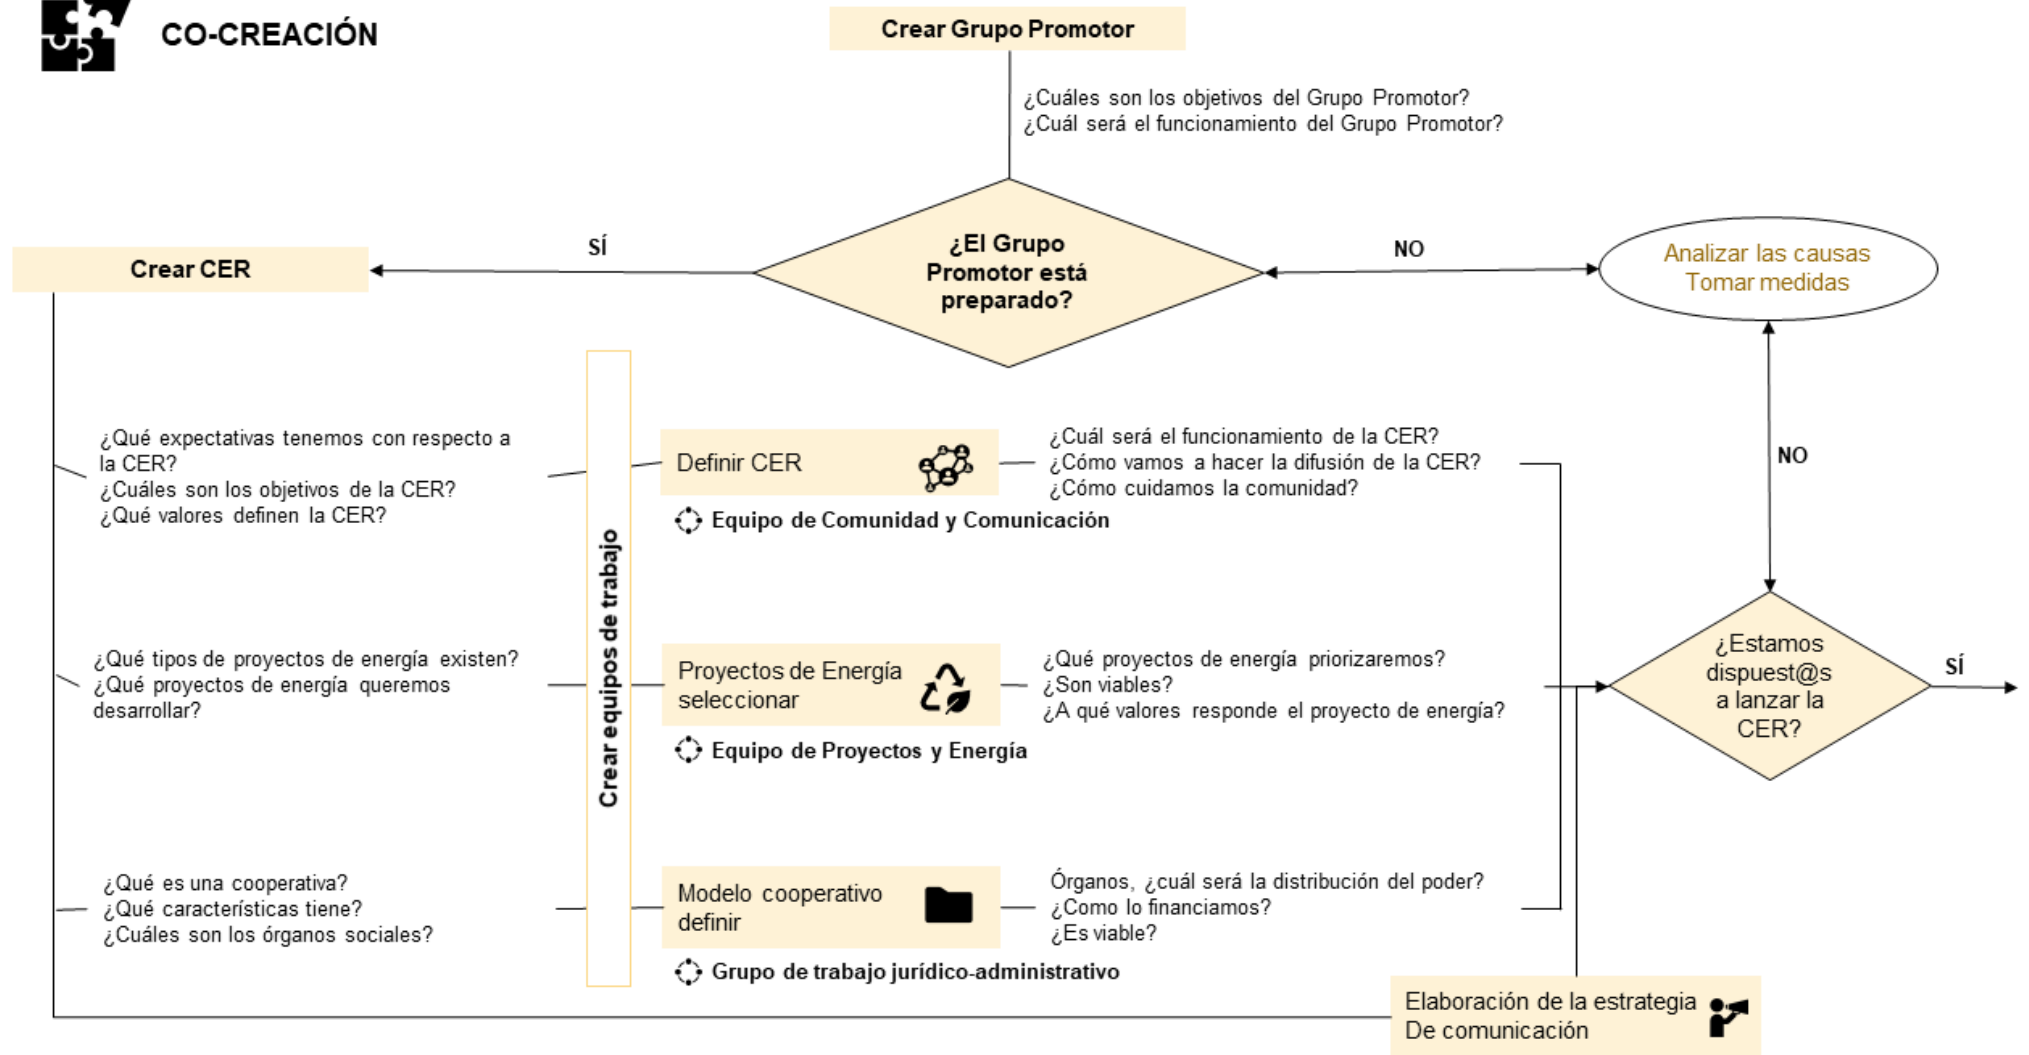 CO-CREACIÓN
Crear Grupo Promotor
¿Cuáles son los objetivos del Grupo Promotor?
¿Cuál será el funcionamiento del Grupo Promotor?
¿El Grupo
Promotor está
preparado?
SÍ
NO
Crear CER
Analizar las causas
Tomar medidas
NO
¿Qué expectativas tenemos con respecto a
la CER?
¿Cuáles son los objetivos de la CER?
¿Qué valores definen la CER?
Crear equipos de trabajo
Definir CER
Equipo de Comunidad y Comunicación
¿Cuál será el funcionamiento de la CER?
¿Cómo vamos a hacer la difusión de la CER?
¿Cómo cuidamos la comunidad?
¿Qué tipos de proyectos de energía existen?
¿Qué proyectos de energía queremos
desarrollar?
Proyectos de Energía
seleccionar
Equipo de Proyectos y Energía
¿Qué proyectos de energía priorizaremos?
¿Son viables?
¿A qué valores responde el proyecto de energía?
¿Estamos
dispuest@s
a lanzar la
CER?
SÍ
¿Qué es una cooperativa?
¿Qué características tiene?
¿Cuáles son los órganos sociales?
Modelo cooperativo
definir
Grupo de trabajo jurídico-administrativo
Órganos, ¿cuál será la distribución del poder?
¿Como lo financiamos?
¿Es viable?
Elaboración de la estrategia
De comunicación